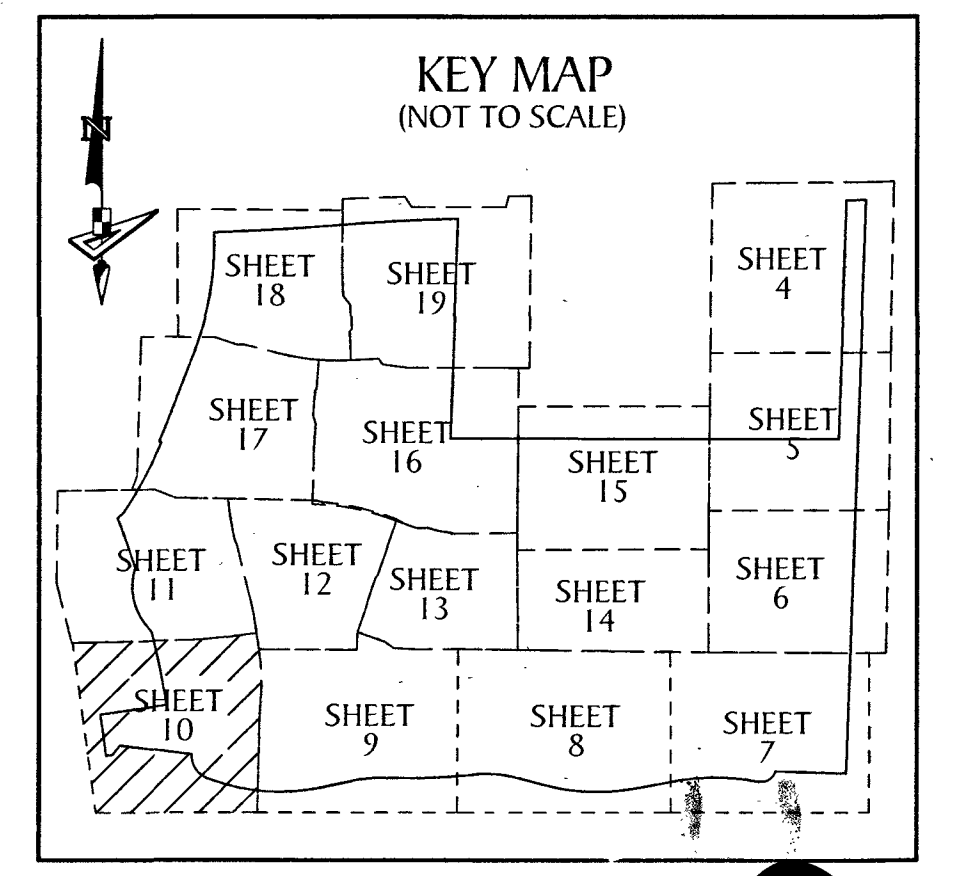 KEY MAP
(NOT TO SCALE)
N
SHEET
18
SHEET
19
SHEET
4
SHEET
17
SHEET
16
SHEET
15
SHEET
5
SHEET
11
SHEET
12
SHEET
13
SHEET
14
SHEET
6
SHEET
10
SHEET
9
SHEET
8
SHEET
7